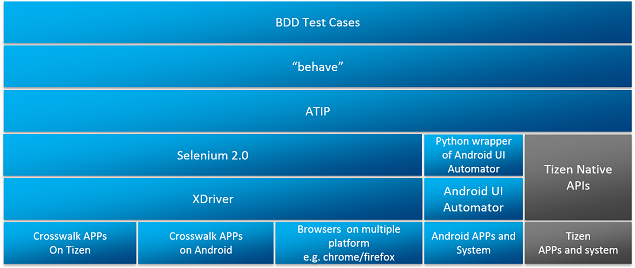 BDD Test Cases
“behave”
ATIP
Selenium 2.0
Python wrapper
of Android UI
Automator
Tizen Native
APIs
XDriver
Android UI
Automator
Crosswalk APPs
On Tizen
Crosswalk APPs
on Android
Browsers on multiple
platform
e.g. chrome/firefox
Android APPs and
System
Tizen
APPs and system